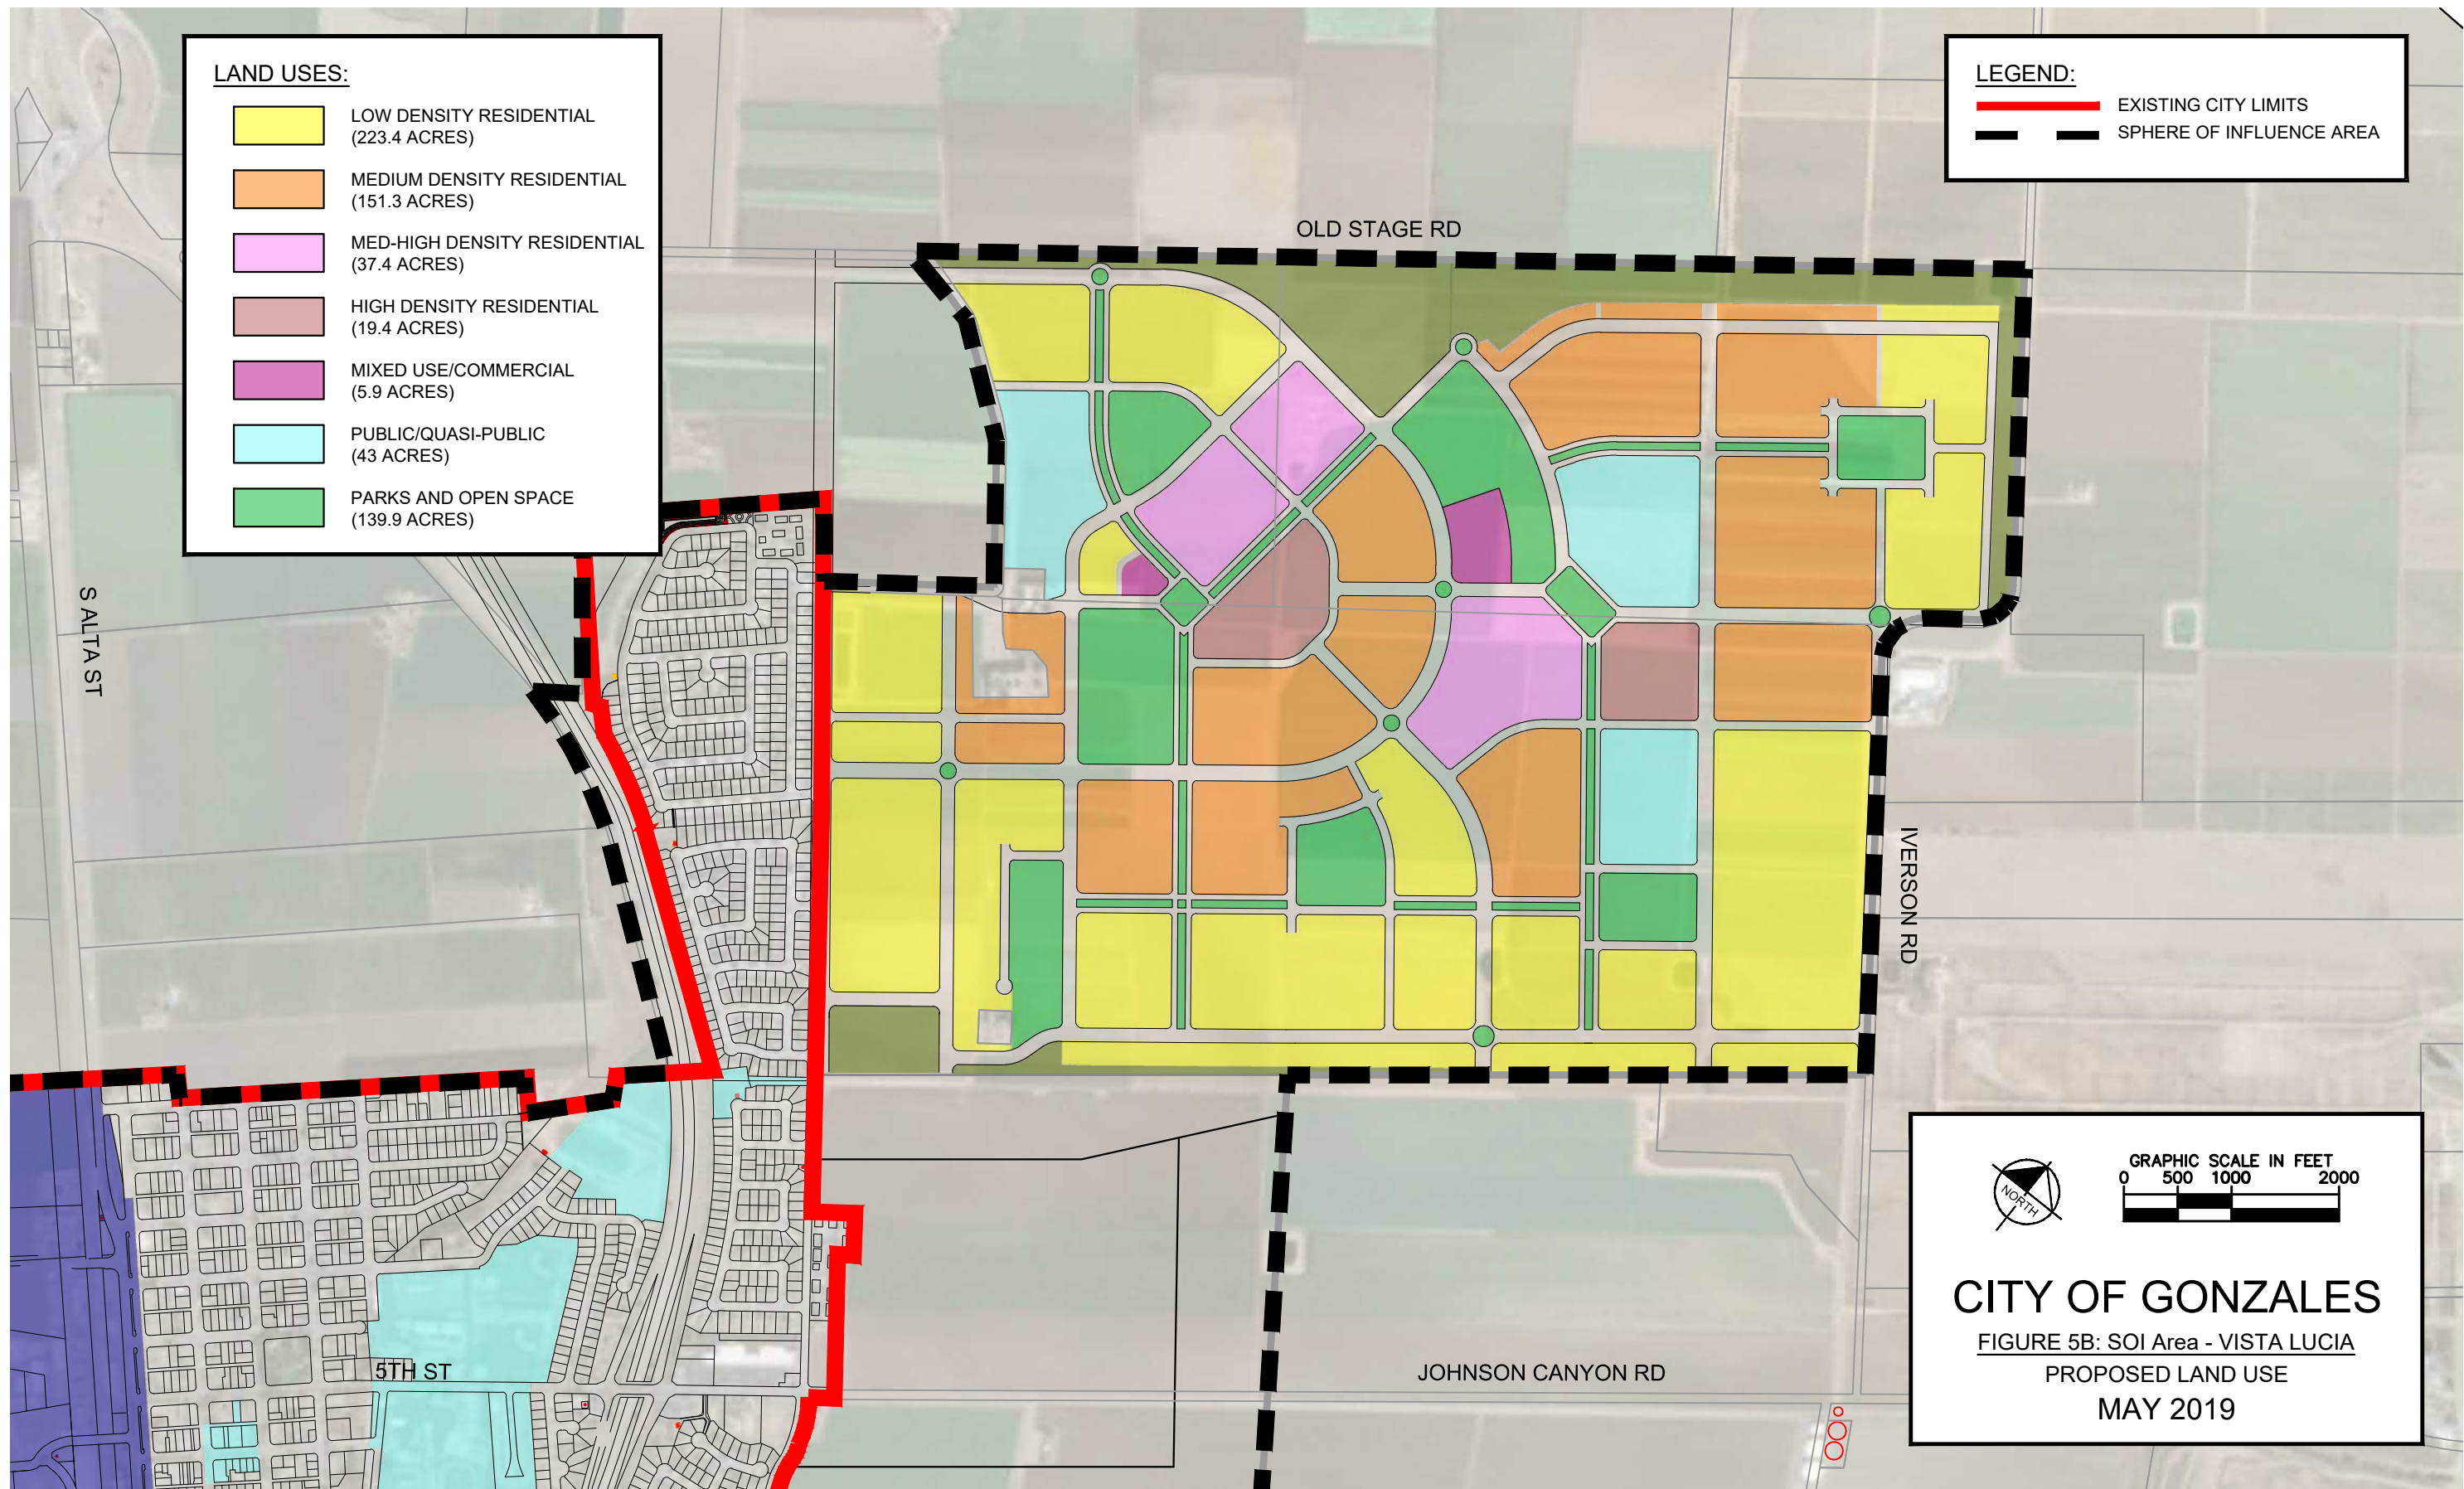 LAND USES:
LOW DENSITY RESIDENTIAL
(223.4 ACRES)
MEDIUM DENSITY RESIDENTIAL
(151.3 ACRES)
MED-HIGH DENSITY RESIDENTIAL
(37.4 ACRES)
HIGH DENSITY RESIDENTIAL
(19.4 ACRES)
MIXED USE/COMMERCIAL
(5.9 ACRES)
PUBLIC/QUASI-PUBLIC
(43 ACRES)
PARKS AND OPEN SPACE
(139.9 ACRES)
LEGEND:
EXISTING CITY LIMITS
SPHERE OF INFLUENCE AREA
OLD STAGE RD
S ALTA ST
IVERSON RD
5TH ST
JOHNSON CANYON RD
NORTH
GRAPHIC SCALE IN FEET
0 500 1000 2000
CITY OF GONZALES
FIGURE 5B: SOI Area - VISTA LUCIA
PROPOSED LAND USE
MAY 2019